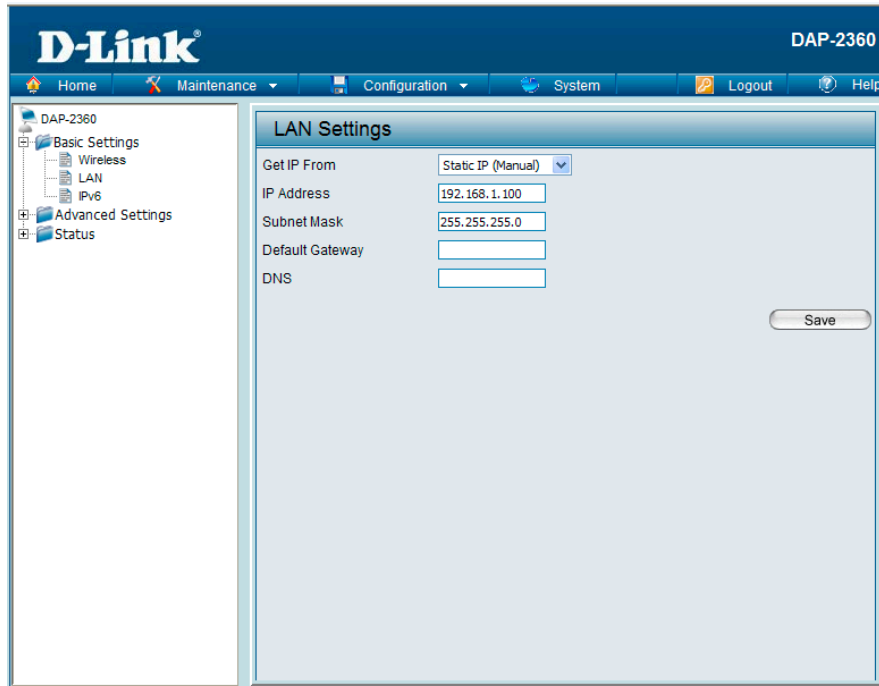 D-Link®
DAP-2360
Home Maintenance Configuration System Logout Help
DAP-2360
Basic Settings
Wireless
LAN
IPv6
Advanced Settings
Status
LAN Settings
Get IP From Static IP (Manual)
IP Address 192.168.1.100
Subnet Mask 255.255.255.0
Default Gateway
DNS
Save